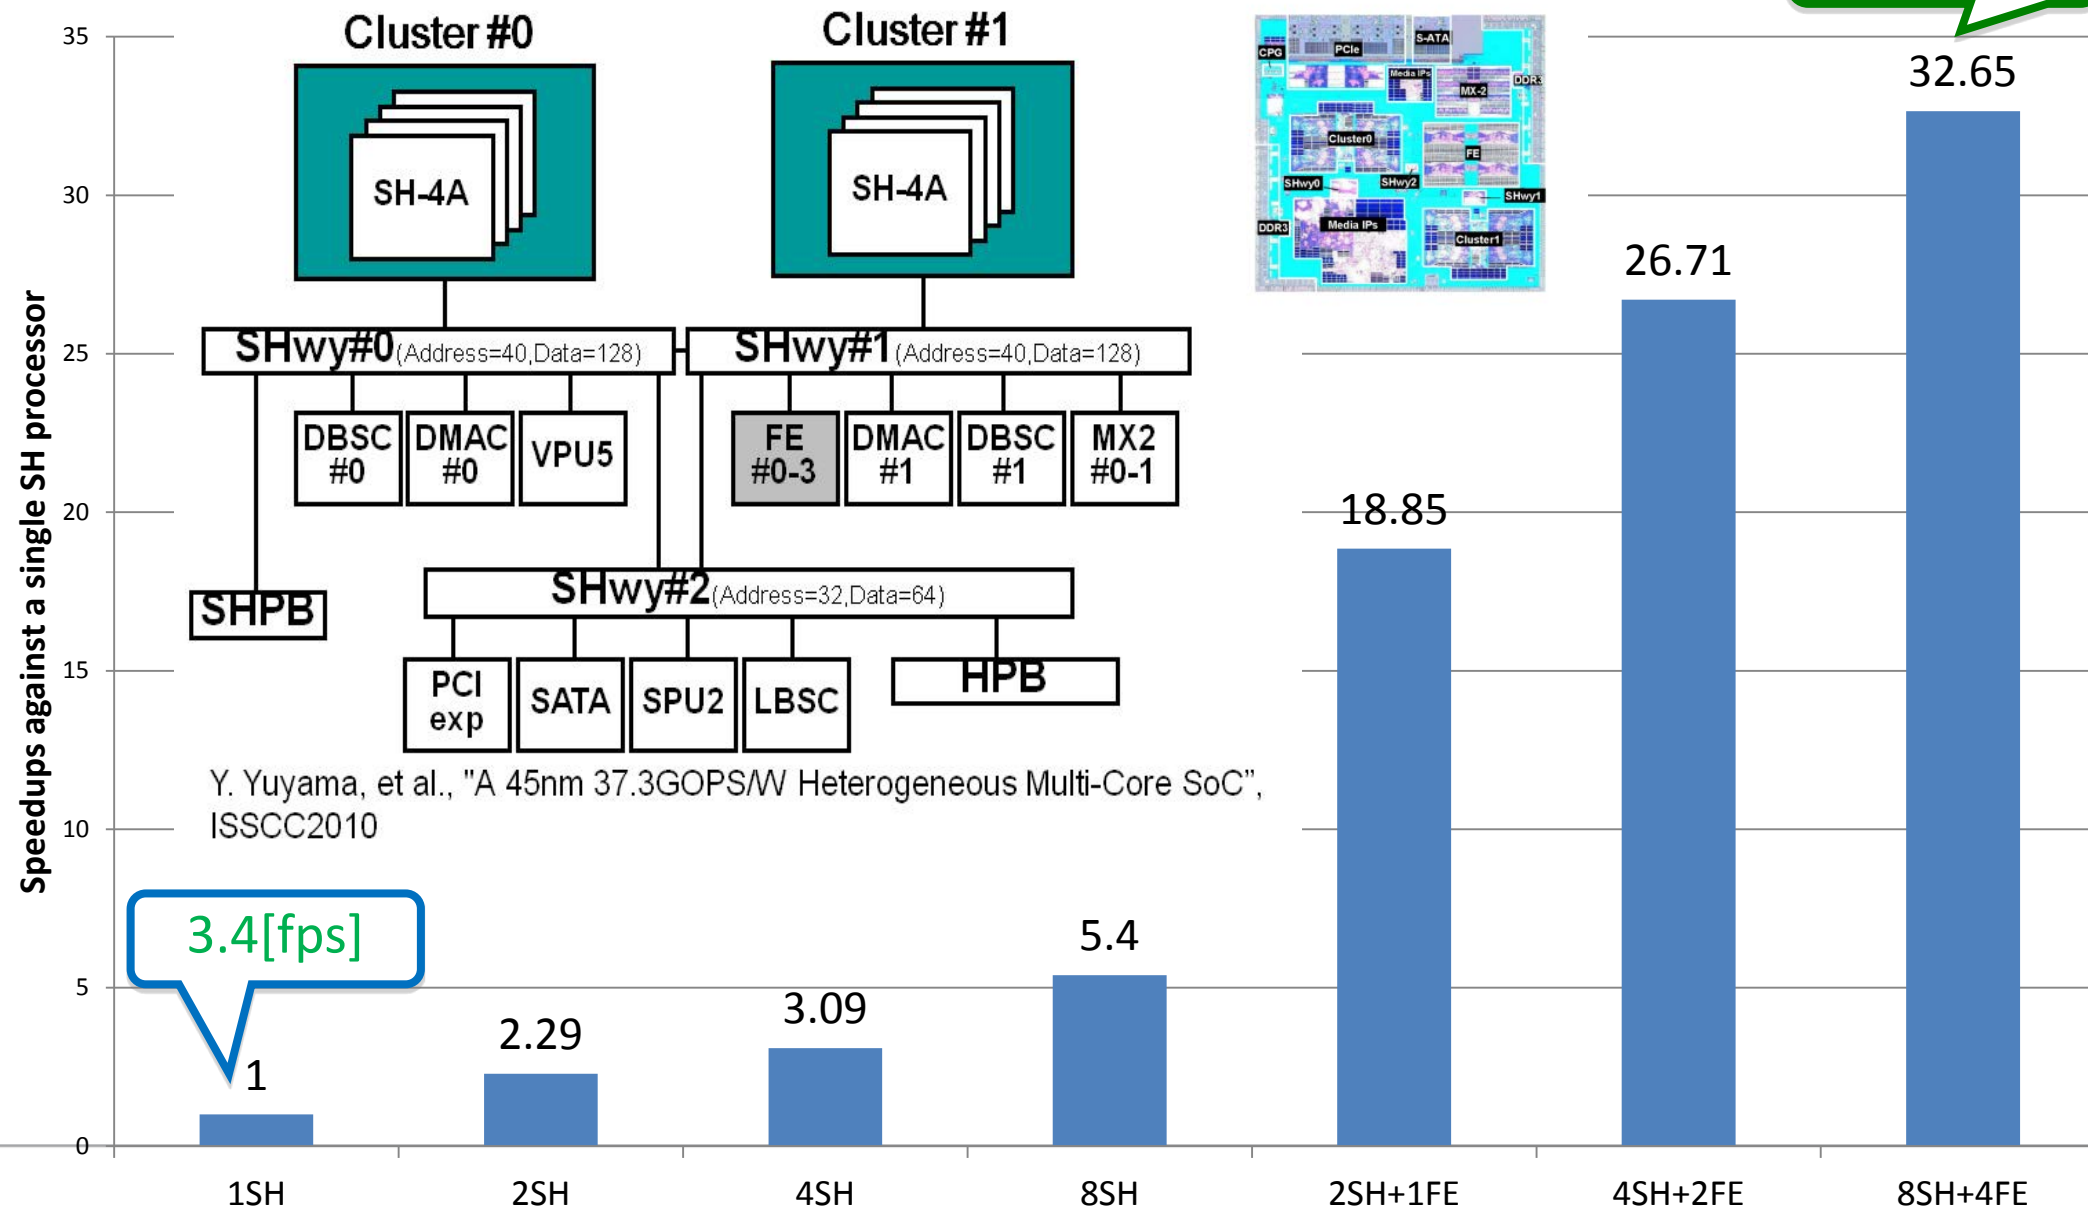 Cluster #0
Cluster #1
SH-4A
SH-4A
SHwy#0(Address=40,Data=128)
SHwy#1(Address=40,Data=128)
DBSC
#0
DMAC
#0
VPU5
FE
#0-3
DMAC
#1
DBSC
#1
MX2
#0-1
SHPB
SHwy#2(Address=32,Data=64)
PCI
exp
SATA
SPU2
LBSC
HPB
Y. Yuyama, et al., "A 45nm 37.3GOPS/W Heterogeneous Multi-Core SoC",
ISSCC2010
CPG
PCIe
S-ATA
Media IPs
DDR3
MX-2
Cluster0
FE
SHwy0
SHwy2
SHwy1
DDR3
Media IPs
Cluster1
Speedups against a single SH processor
35
30
25
20
15
10
5
0
3.4[fps]
1
2.29
3.09
5.4
18.85
26.71
32.65
1SH
2SH
4SH
8SH
2SH+1FE
4SH+2FE
8SH+4FE